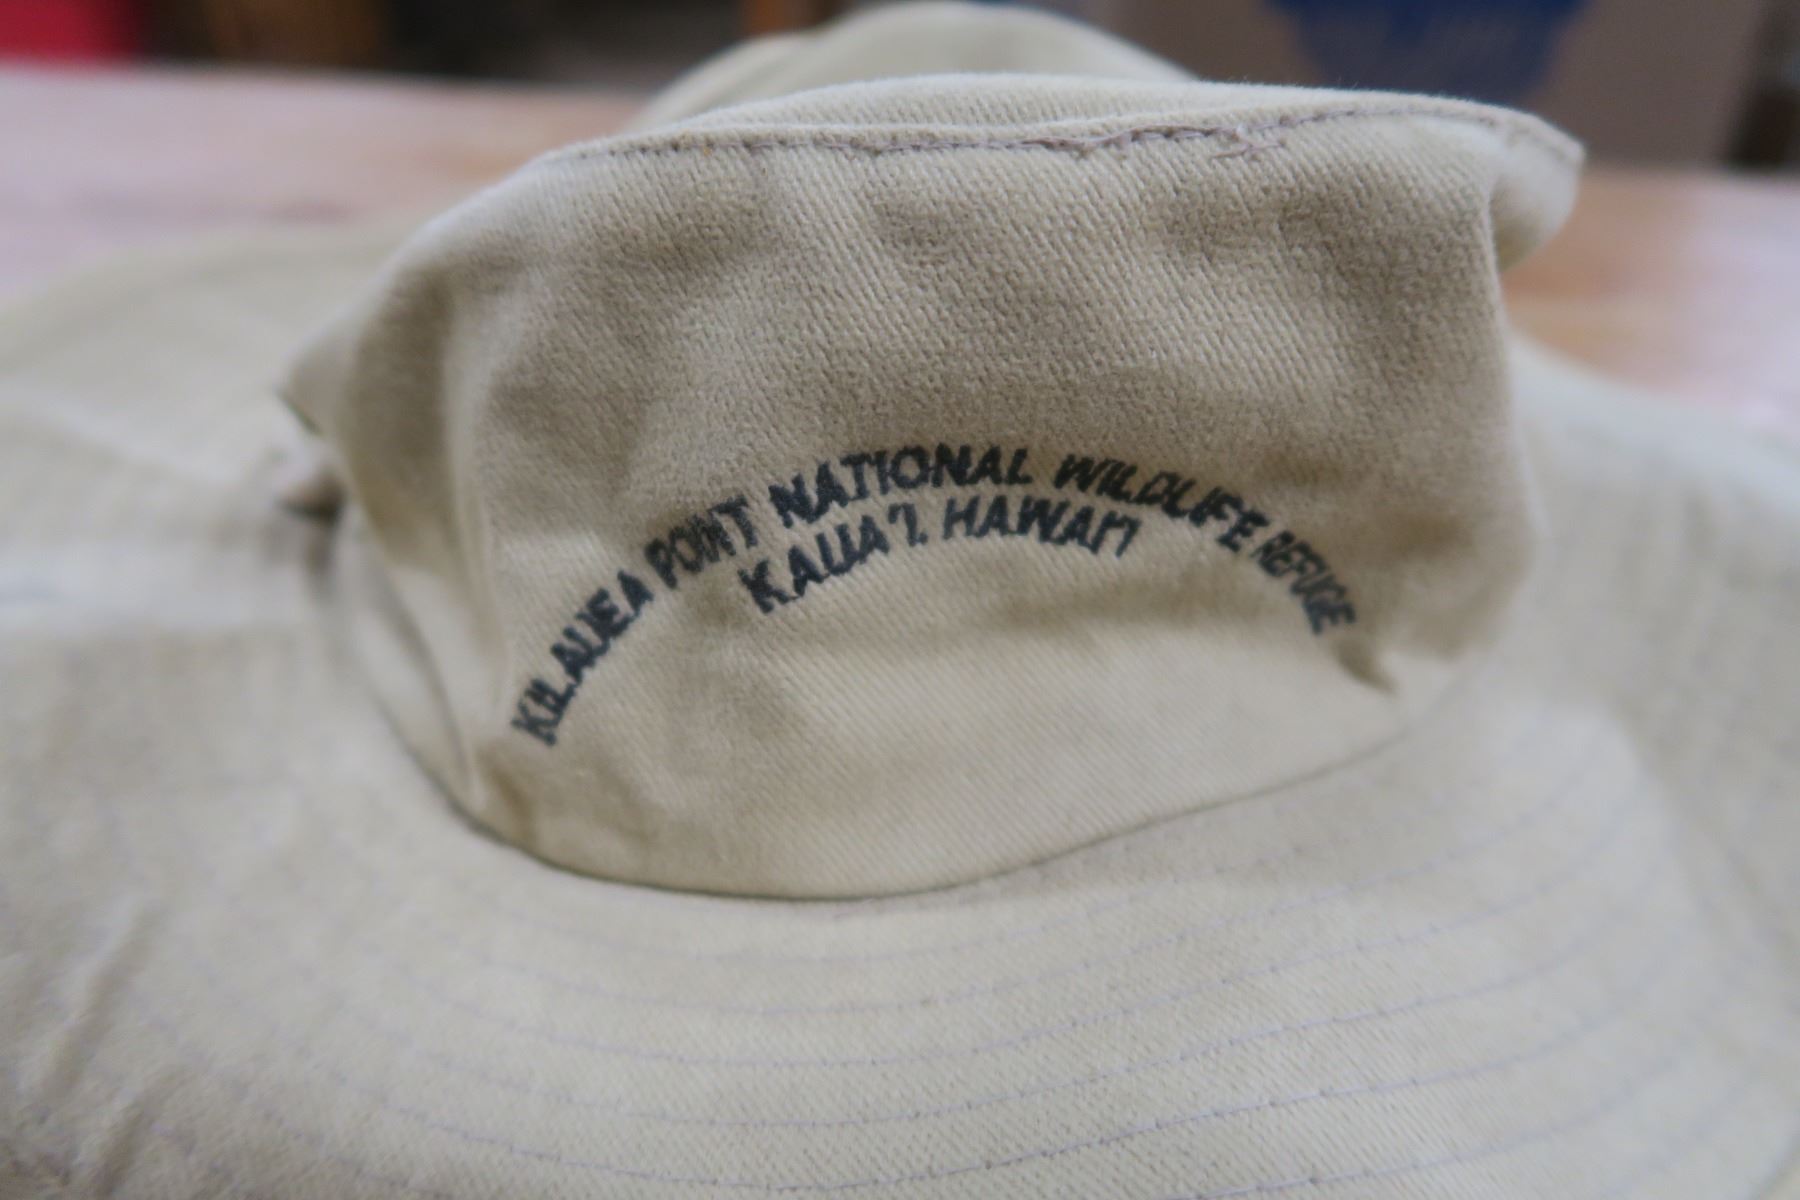 KILAUEA POINT NATIONAL WILDLIFE REFUGE
KAUA'I, HAWAI'I